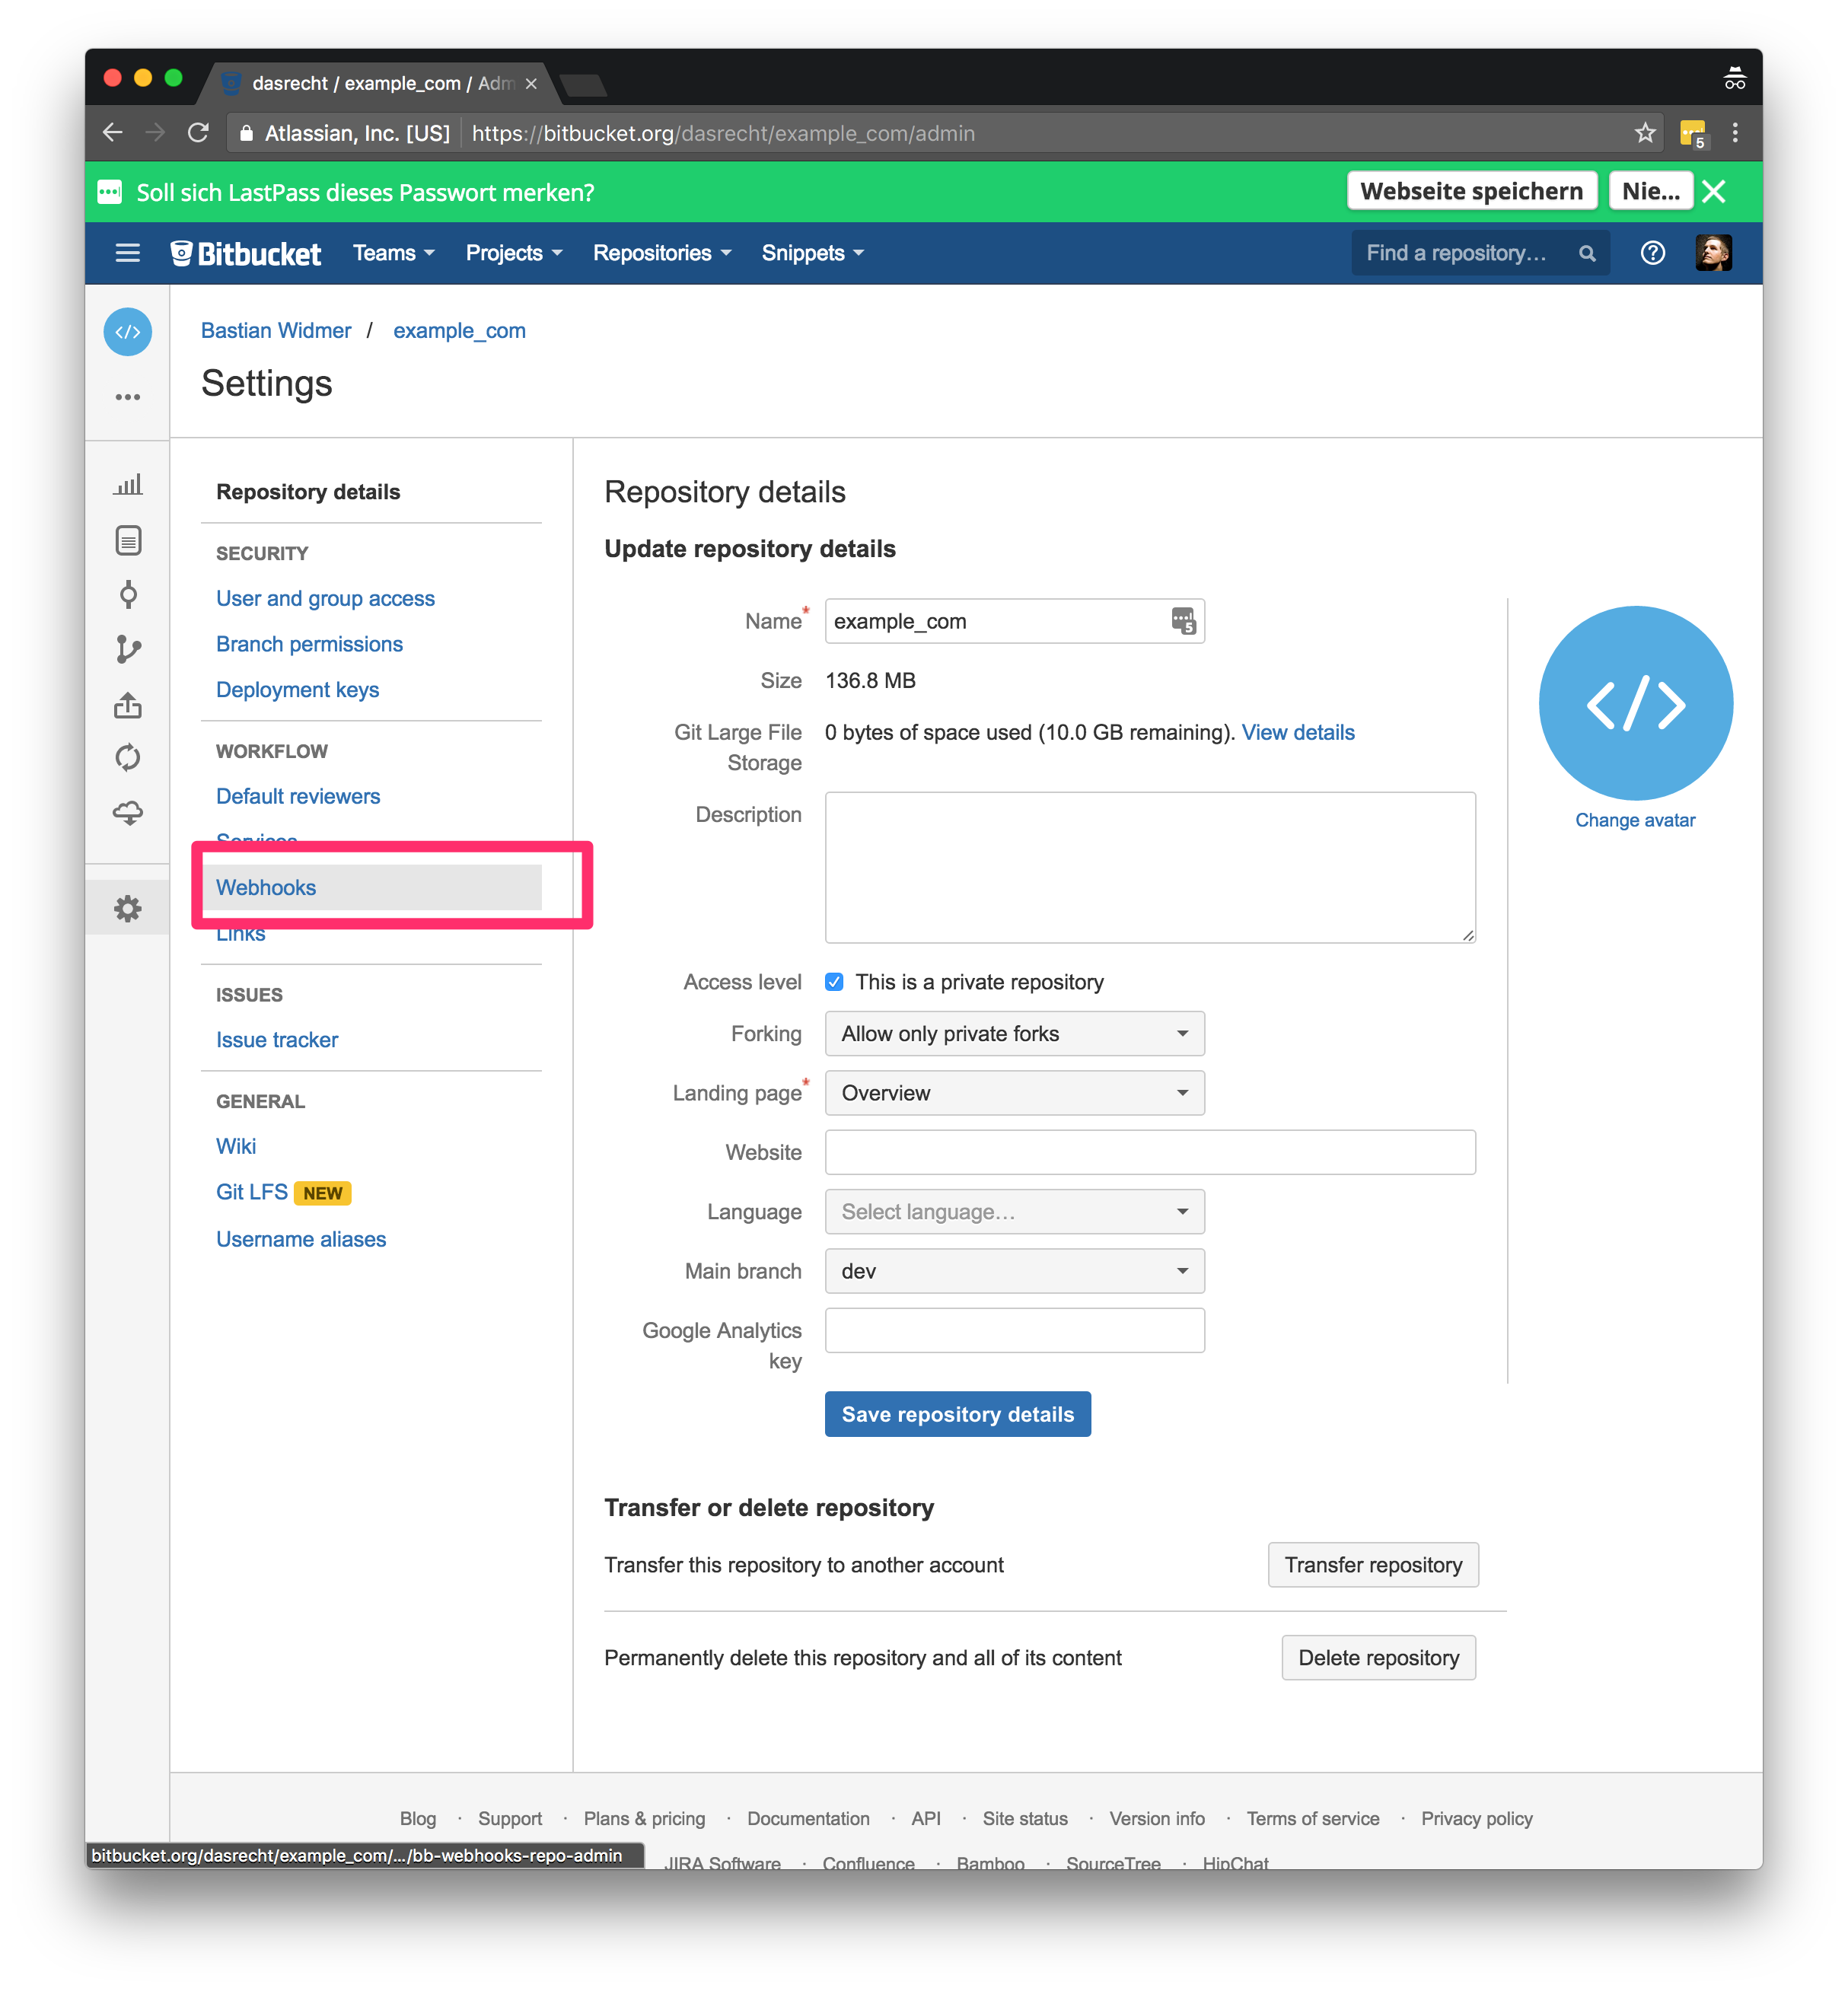 dasrecht / example_com / Adm
Atlassian, Inc. [US] https://bitbucket.org/dasrecht/example_com/admin
5
Soll sich LastPass dieses Passwort merken?
Webseite speichern
Nie...
Bitbucket
Teams
Projects
Repositories
Snippets
Find a repository...
Bastian Widmer / example_com
Settings
Repository details
SECURITY
User and group access
Branch permissions
Deployment keys
WORKFLOW
Default reviewers
Services
Webhooks
Links
ISSUES
Issue tracker
GENERAL
Wiki
Git LFS NEW
Username aliases
Repository details
Update repository details
Name* example_com
5
Size 136.8 MB
Git Large File Storage
0 bytes of space used (10.0 GB remaining). View details
Description
Access level This is a private repository
Forking Allow only private forks
Landing page* Overview
Website
Language Select language...
Main branch dev
Google Analytics
key
Save repository details
</>
Change avatar
Transfer or delete repository
Transfer this repository to another account Transfer repository
Permanently delete this repository and all of its content Delete repository
Blog · Support · Plans & pricing · Documentation · API · Site status · Version info · Terms of service · Privacy policy
JIRA Software · Confluence · Bamboo · SourceTree · HipChat
bitbucket.org/dasrecht/example_com/.../bb-webhooks-repo-admin